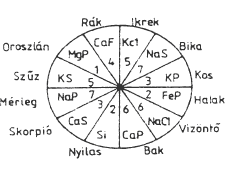 Rák
Ikrek
Oroszlán
CaF
Kcl
Bika
MgP
NaS
4
5
1
7
Szűz
KS
5
3
KP
Kos
Mérleg
NaP
7
2
FeP
Halak
3
2
6
6
CaS
NaCl
Skorpió
Si
CaP
Vízöntő
Nyilas
Bak